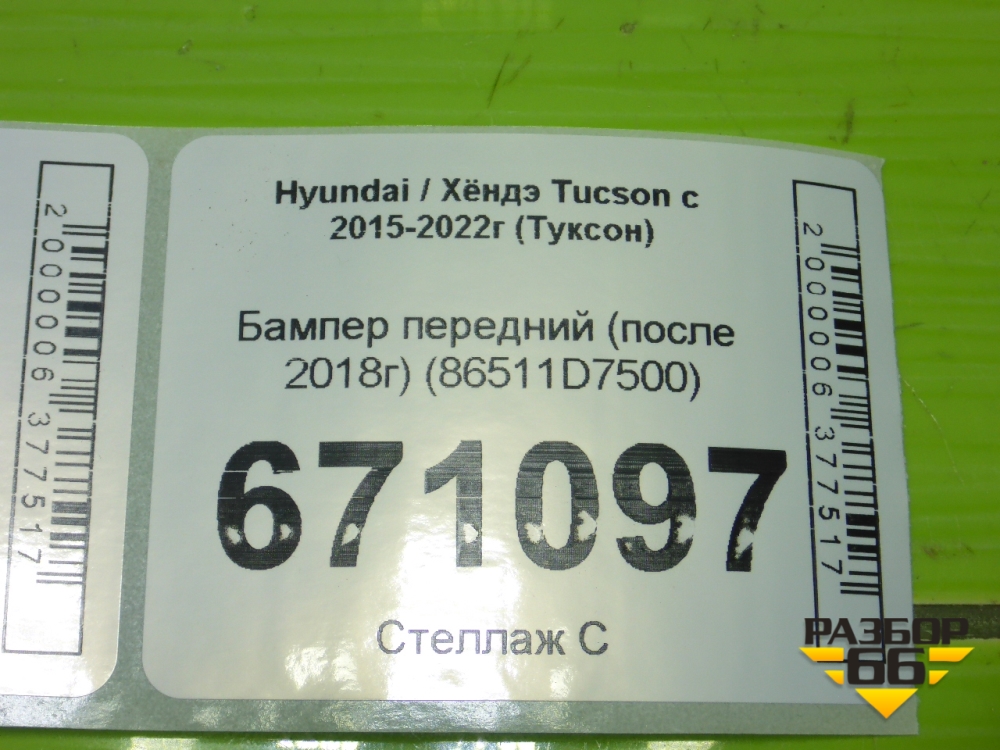 Hyundai / Хёндэ Tucson с
2015-2022г (Туксон)
Бампер передний (после
2018г) (86511D7500)
671097
Стеллаж С
2000006377517
2000006377517
РАЗБОР
66